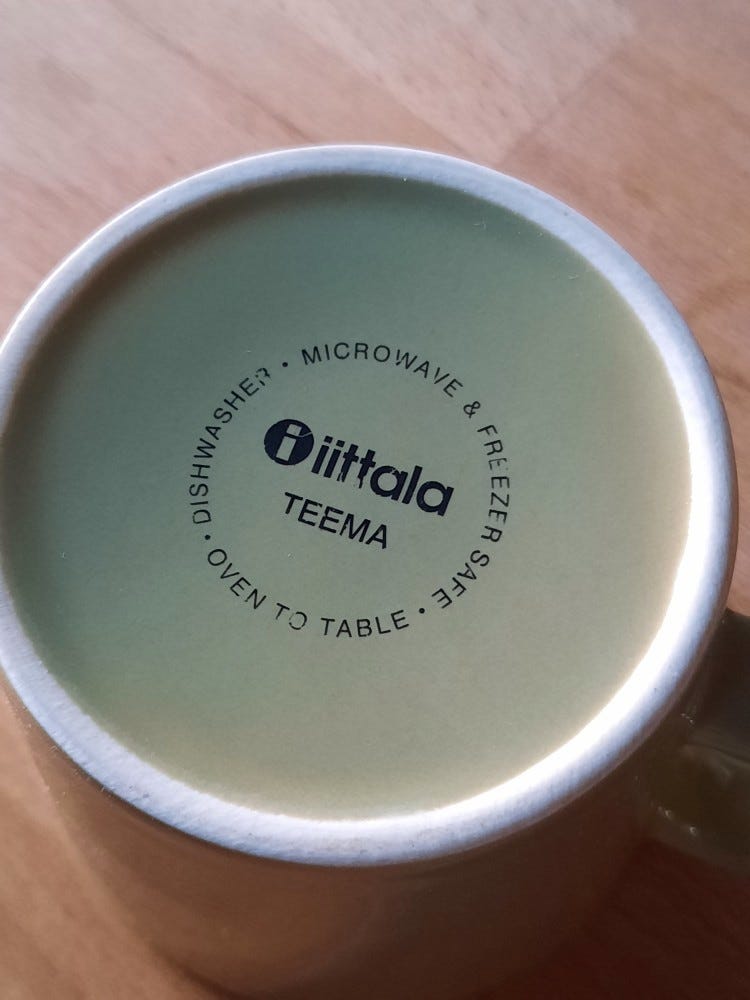 DISHWASHER • MICROWAVE & FREEZER SAFE • OVEN TO TABLE •
i iittala
TEEMA